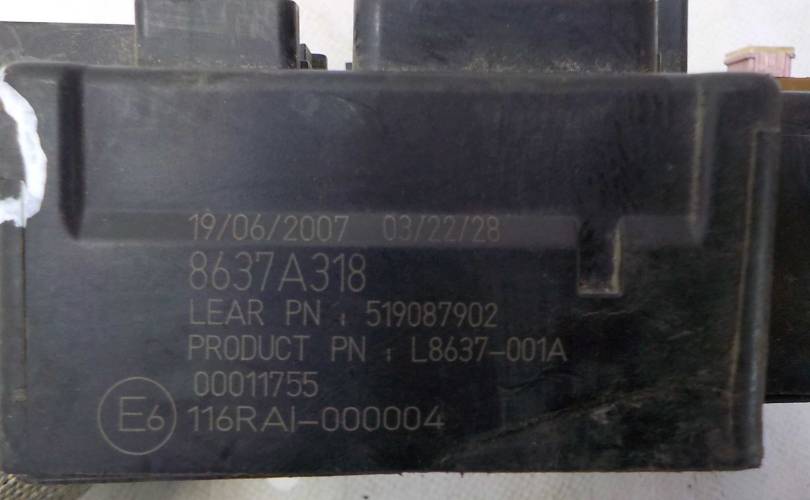 19/06/2007 03/22/28
8637A318
LEAR PN : 519087902
PRODUCT PN : L8637-001A
00011755
E6 116RAI-000004